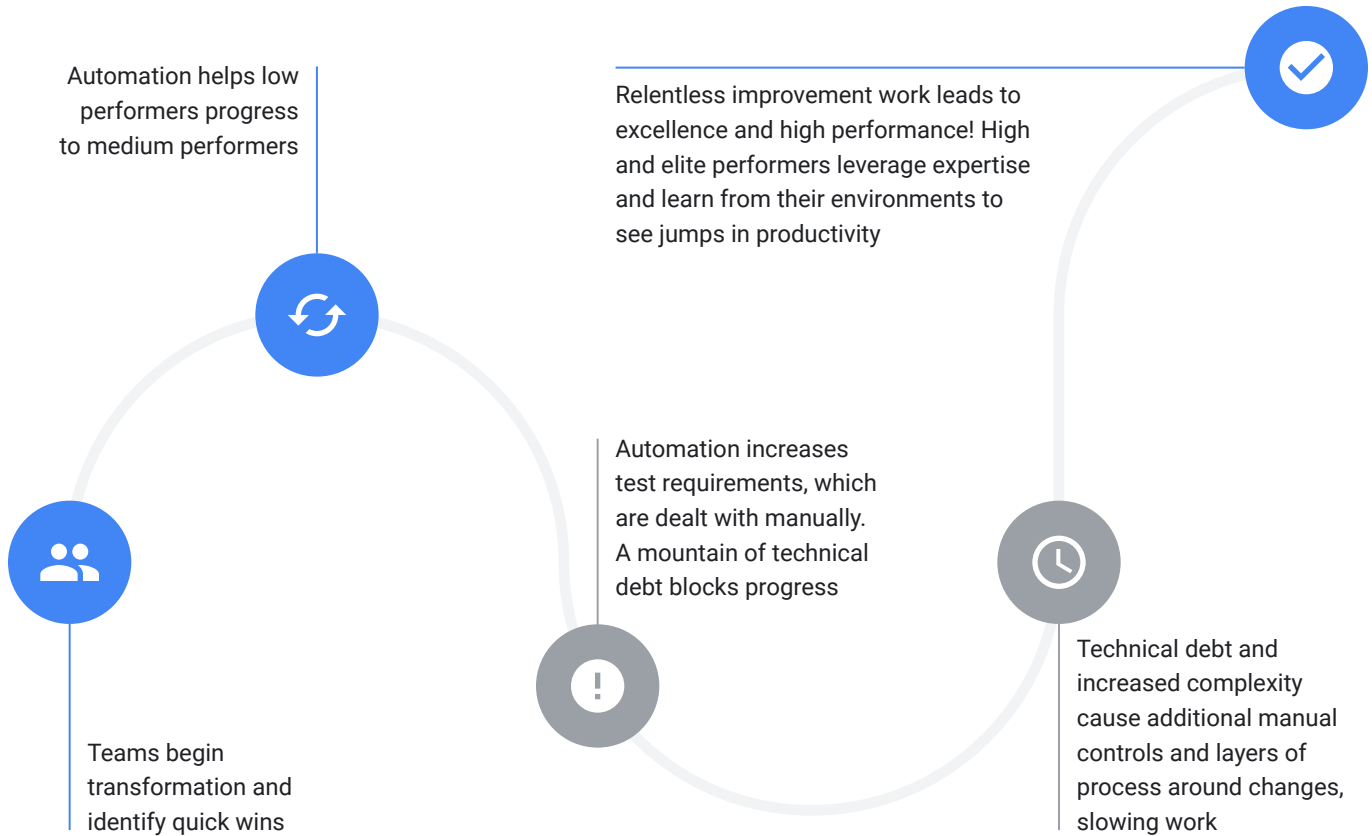 Automation helps low
performers progress
to medium performers
Relentless improvement work leads to
excellence and high performance! High
and elite performers leverage expertise
and learn from their environments to
see jumps in productivity
Automation increases
test requirements, which
are dealt with manually.
A mountain of technical
debt blocks progress
Technical debt and
increased complexity
cause additional manual
controls and layers of
process around changes,
slowing work
Teams begin
transformation and
identify quick wins